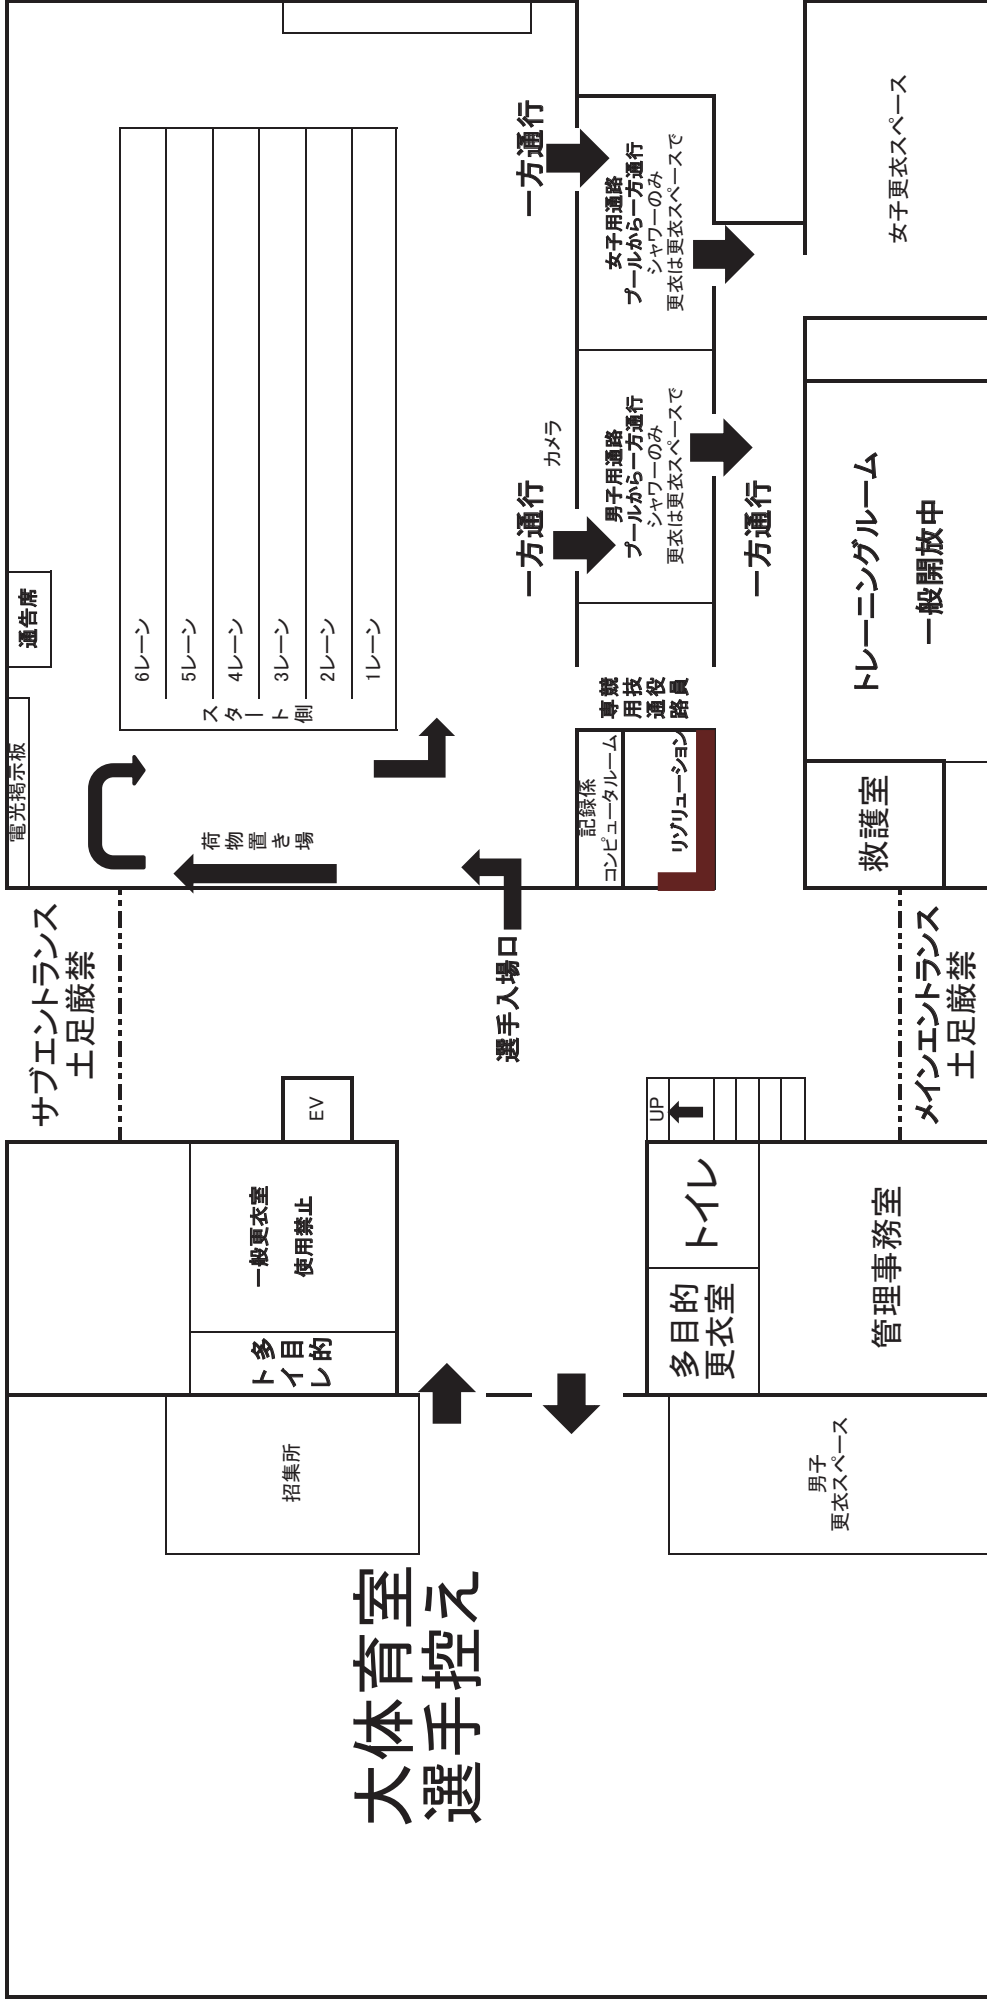 大体育室
選手控え
招集所
男子
更衣スペース
多目的
トイレ
一般更衣室
使用禁止
多目的
更衣室
トイレ
管理事務室
EV
UP
サブエントランス
土足厳禁
メインエントランス
土足厳禁
選手入場口
電光掲示板
通告席
荷物置き場
スタート側
6レーン
5レーン
4レーン
3レーン
2レーン
1レーン
カメラ
一方通行
一方通行
記録係
コンピュータルーム
リゾリューション
競技役員
専用通路
男子用通路
プールから一方通行
シャワーのみ
更衣は更衣スペースで
女子用通路
プールから一方通行
シャワーのみ
更衣は更衣スペースで
一方通行
救護室
トレーニングルーム
一般開放中
女子更衣スペース